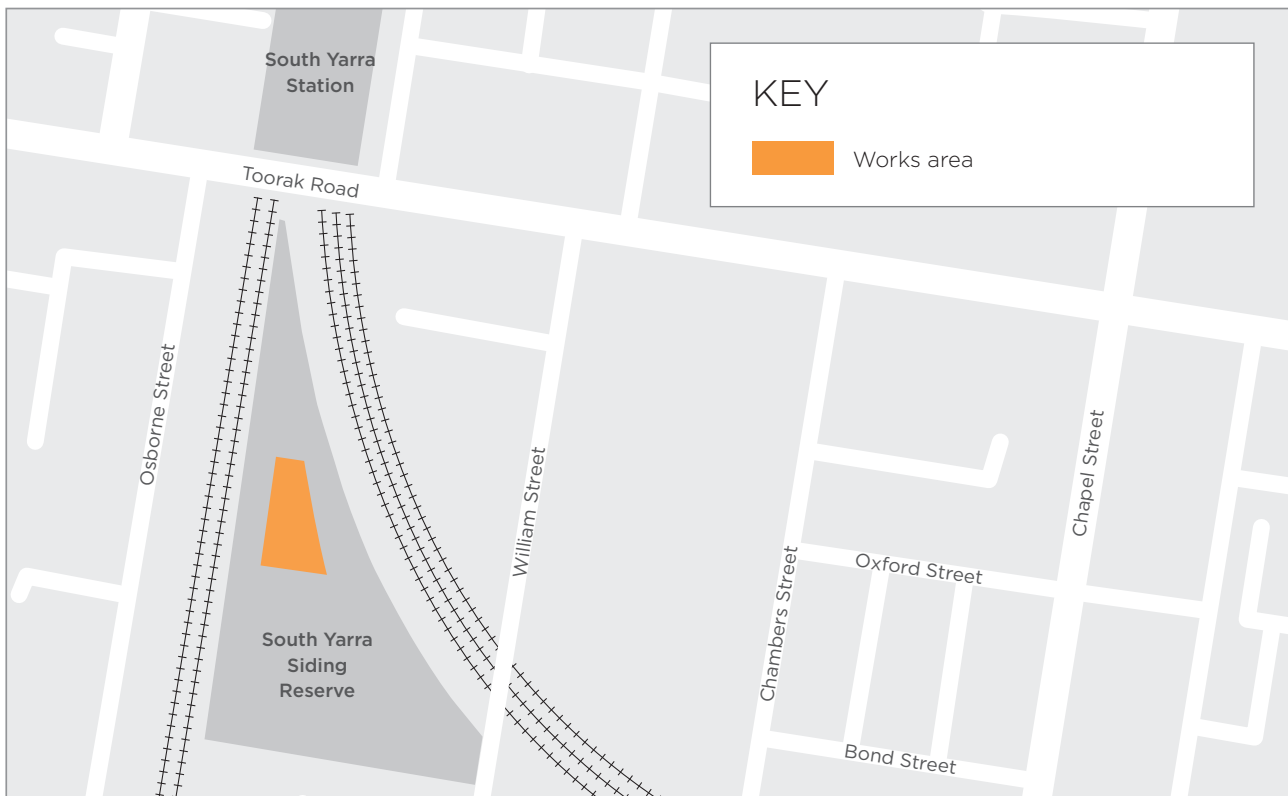 South Yarra
Station
KEY
Works area
Toorak Road
Osborne Street
William Street
Chapel Street
Oxford Street
Chambers Street
South Yarra
Siding
Reserve
Bond Street